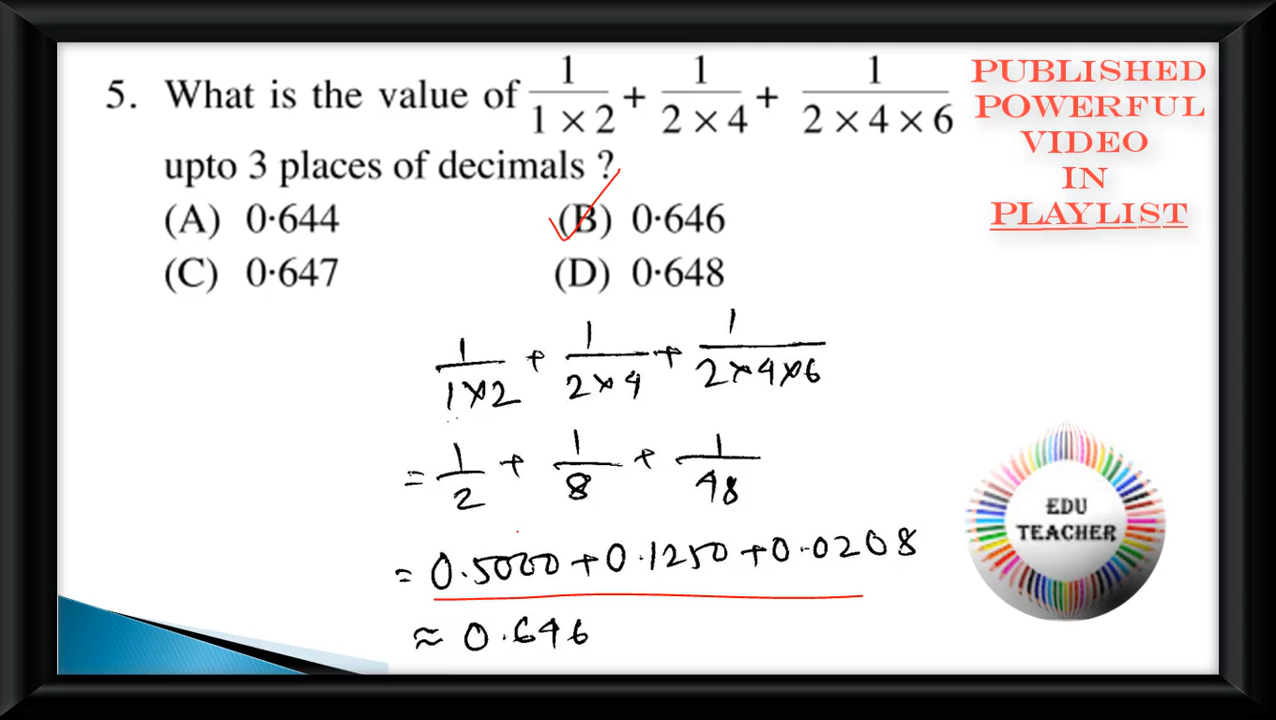 5. What is the value of 1/(1 × 2) + 1/(2 × 4) + 1/(2 × 4 × 6)
upto 3 places of decimals ?
(A) 0·644 (B) 0·646
(C) 0·647 (D) 0·648
1/(1×2) + 1/(2×4) + 1/(2×4×6)
= 1/2 + 1/8 + 1/48
= 0.5000 + 0.1250 + 0.0208
≈ 0.646
PUBLISHED
POWERFUL
VIDEO
IN
PLAYLIST
EDU
TEACHER